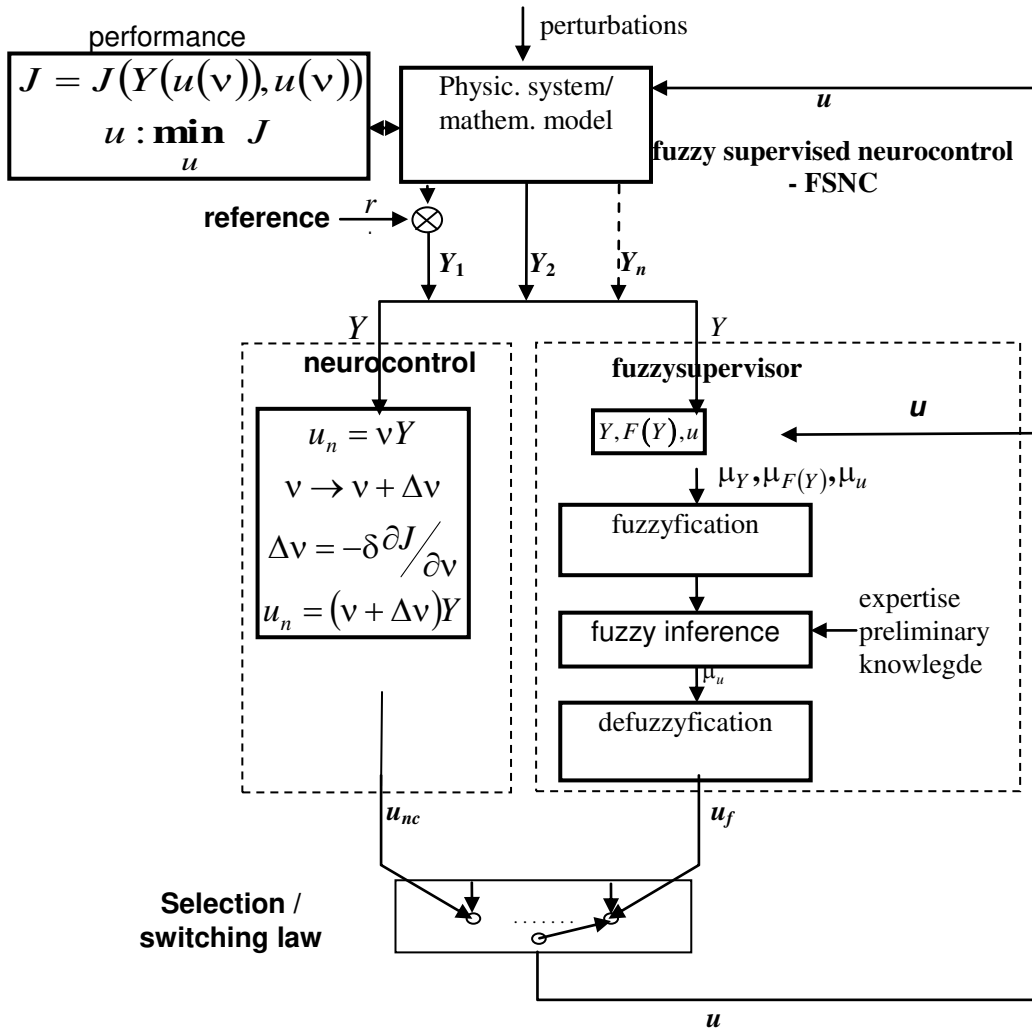 perturbations
performance
J = J(Y(u(ν)),u(ν))
u : min J
u
Physic. system/
mathem. model
u
fuzzy supervised neurocontrol
- FSNC
reference r
Y1 Y2 Yn
Y Y
neurocontrol
un = νY
ν → ν + Δν
Δν = −δ ∂J/∂ν
un = (ν + Δν)Y
fuzzysupervisor
Y, F(Y), u
u
μY, μF(Y), μu
fuzzyfication
fuzzy inference
expertise
preliminary
knowlegde
μu
defuzzyfication
unc uf
Selection /
switching law
.......
u